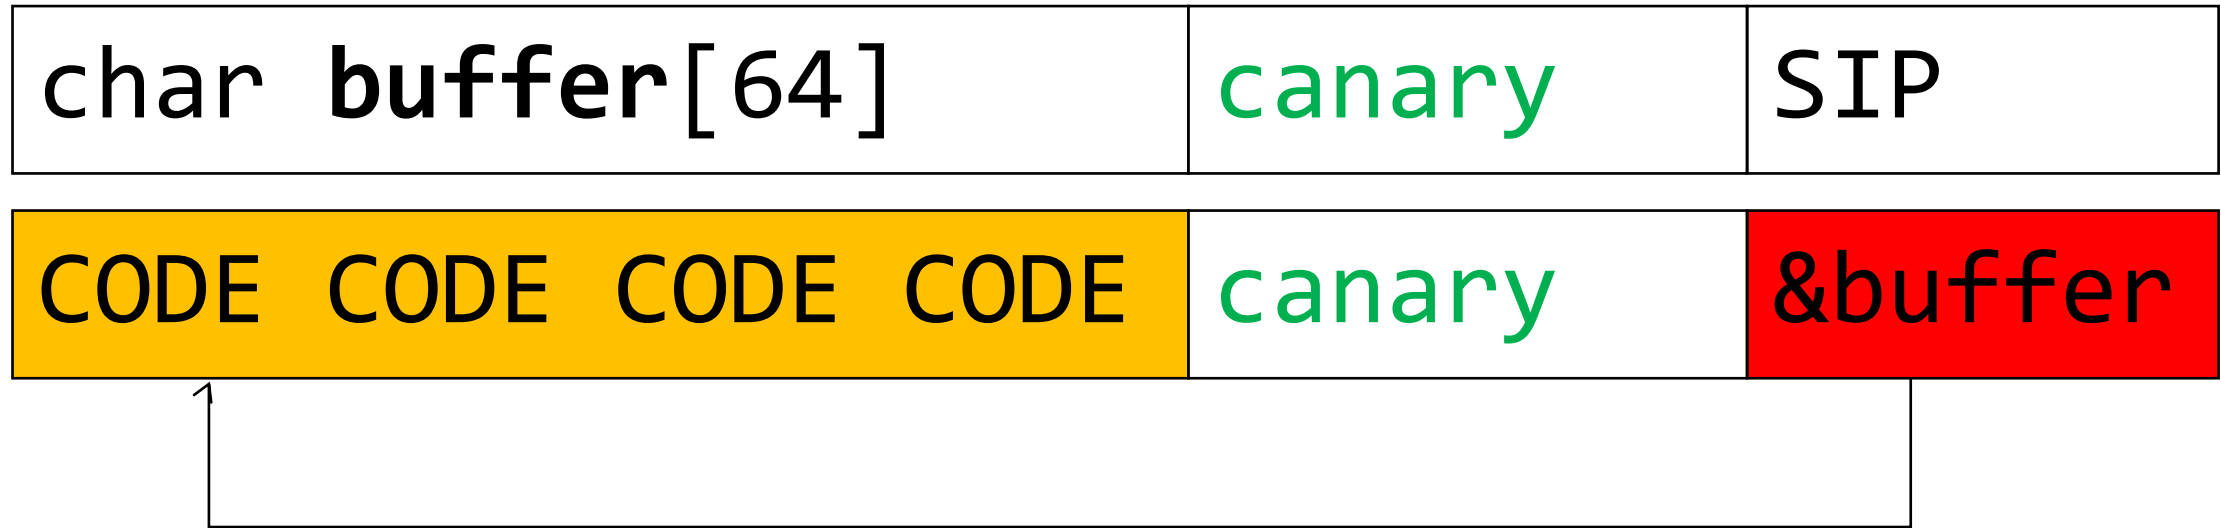 char buffer[64] canary SIP
CODE CODE CODE CODE canary &buffer